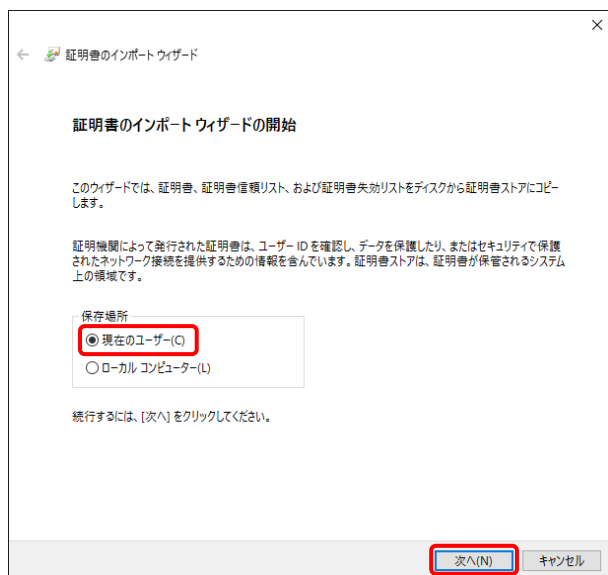 証明書のインポート ウィザード
証明書のインポート ウィザードの開始
このウィザードでは、証明書、証明書信頼リスト、および証明書失効リストをディスクから証明書ストアにコピー
します。
証明機関によって発行された証明書は、ユーザー ID を確認し、データを保護したり、またはセキュリティで保護
されたネットワーク接続を提供するための情報を含んでいます。証明書ストアは、証明書が保管されるシステム
上の領域です。
保存場所
現在のユーザー(C)
ローカル コンピューター(L)
続行するには、[次へ] をクリックしてください。
次へ(N)
キャンセル